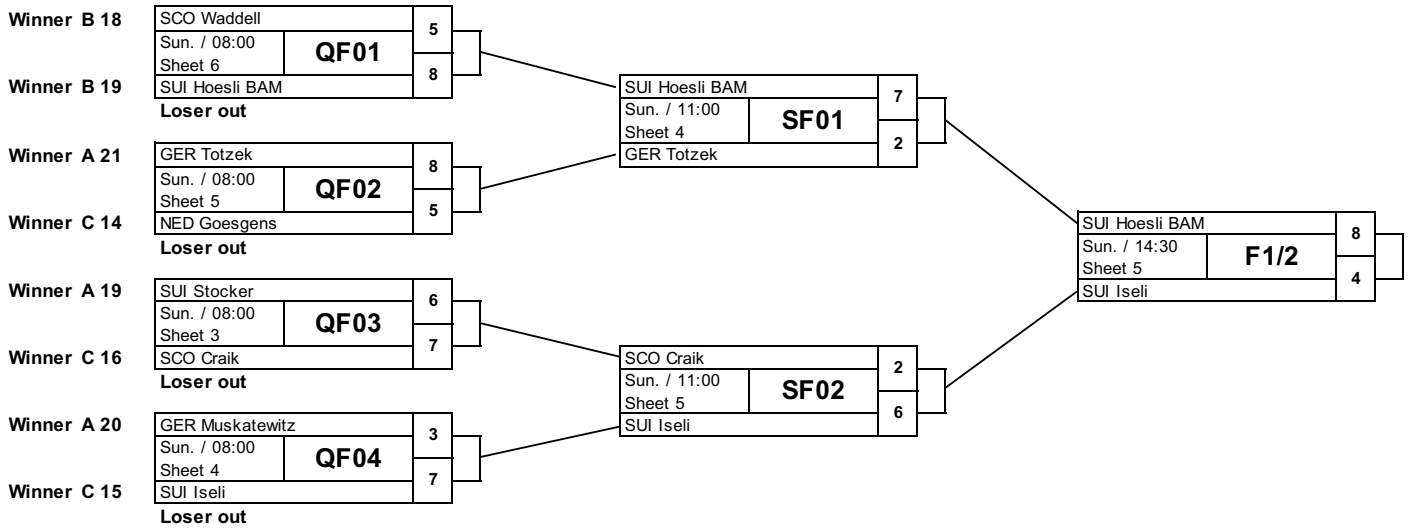 Winner B 18
SCO Waddell
5
Sun. / 08:00
Sheet 6
QF01
8
Winner B 19
SUI Hoesli BAM
Loser out
Winner A 21
GER Totzek
8
Sun. / 08:00
Sheet 5
QF02
5
Winner C 14
NED Goesgens
Loser out
Winner A 19
SUI Stocker
6
Sun. / 08:00
Sheet 3
QF03
7
Winner C 16
SCO Craik
Loser out
Winner A 20
GER Muskatewitz
3
Sun. / 08:00
Sheet 4
QF04
7
Winner C 15
SUI Iseli
Loser out
SUI Hoesli BAM
7
Sun. / 11:00
Sheet 4
SF01
2
GER Totzek
SCO Craik
2
Sun. / 11:00
Sheet 5
SF02
6
SUI Iseli
SUI Hoesli BAM
8
Sun. / 14:30
Sheet 5
F1/2
4
SUI Iseli